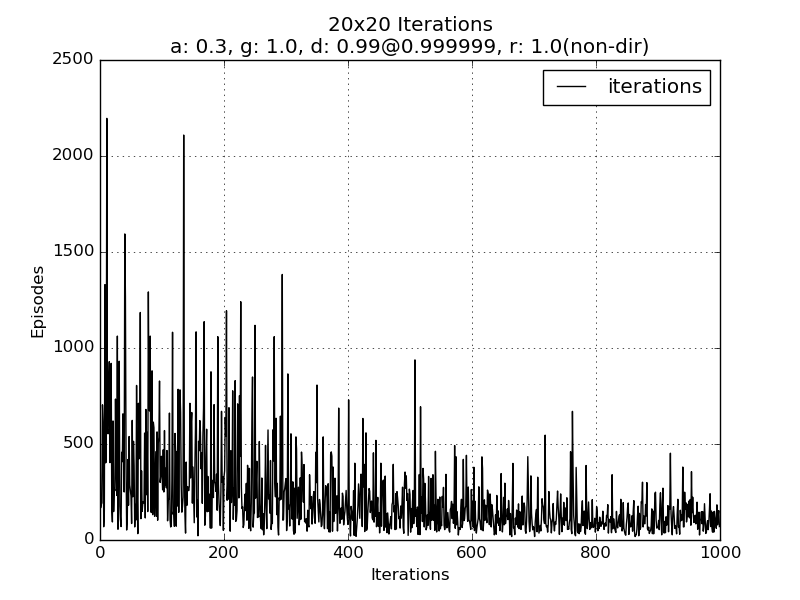 20x20 Iterations
a: 0.3, g: 1.0, d: 0.99@0.999999, r: 1.0(non-dir)
iterations
2500
2000
1500
1000
500
0
Episodes
0 200 400 600 800 1000
Iterations